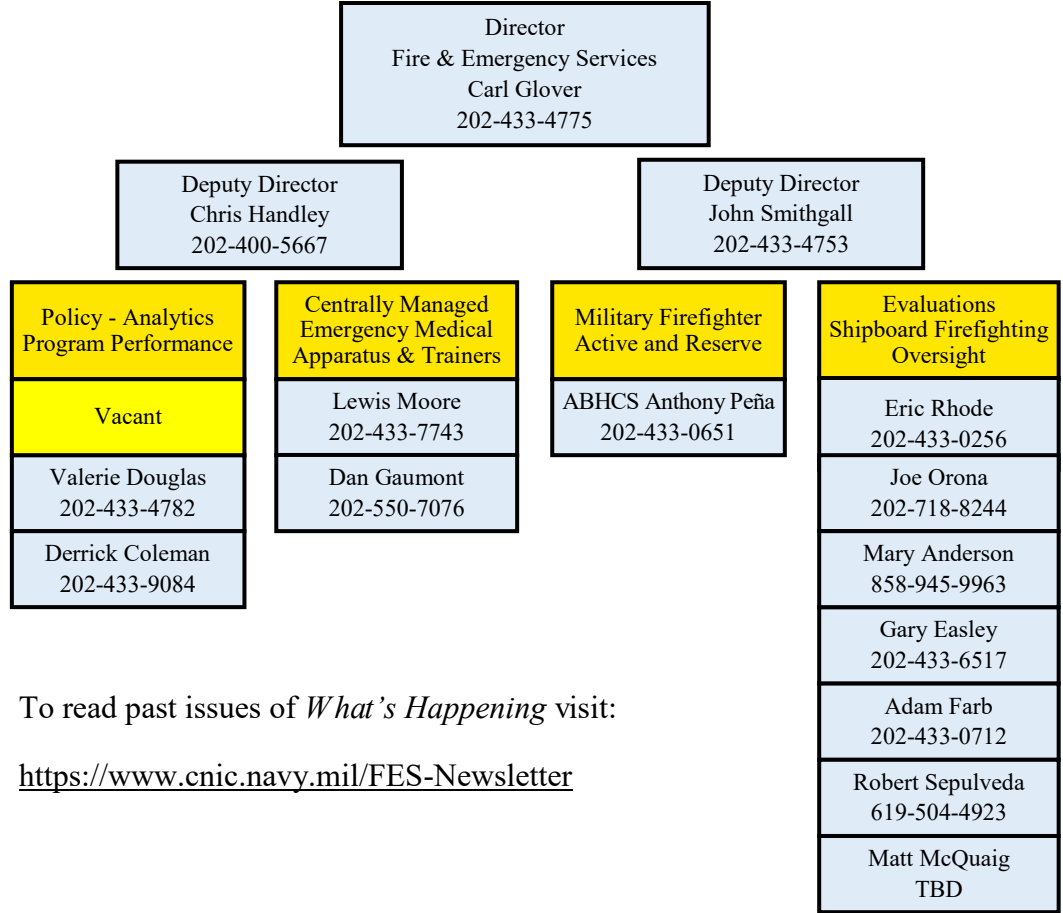 Director
Fire & Emergency Services
Carl Glover
202-433-4775
Deputy Director
Chris Handley
202-400-5667
Deputy Director
John Smithgall
202-433-4753
Policy - Analytics
Program Performance
Vacant
Valerie Douglas
202-433-4782
Derrick Coleman
202-433-9084
Centrally Managed
Emergency Medical
Apparatus & Trainers
Lewis Moore
202-433-7743
Dan Gaumont
202-550-7076
Military Firefighter
Active and Reserve
ABHCS Anthony Peña
202-433-0651
Evaluations
Shipboard Firefighting
Oversight
Eric Rhode
202-433-0256
Joe Orona
202-718-8244
Mary Anderson
858-945-9963
Gary Easley
202-433-6517
Adam Farb
202-433-0712
Robert Sepulveda
619-504-4923
Matt McQuaig
TBD
To read past issues of What’s Happening visit:
https://www.cnic.navy.mil/FES-Newsletter